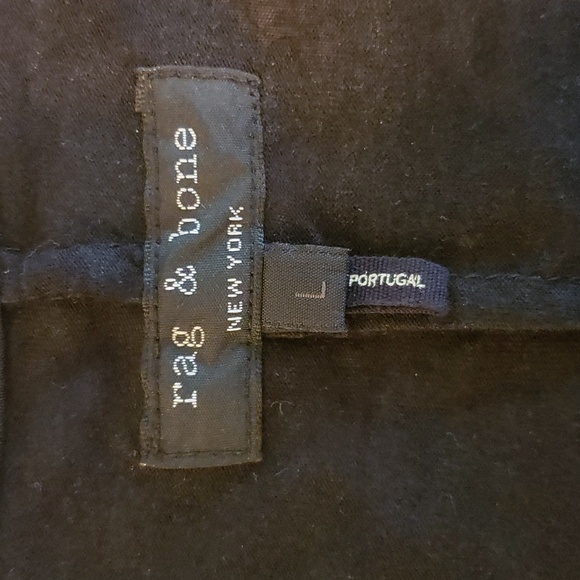 rag & bone
NEW YORK
L
PORTUGAL